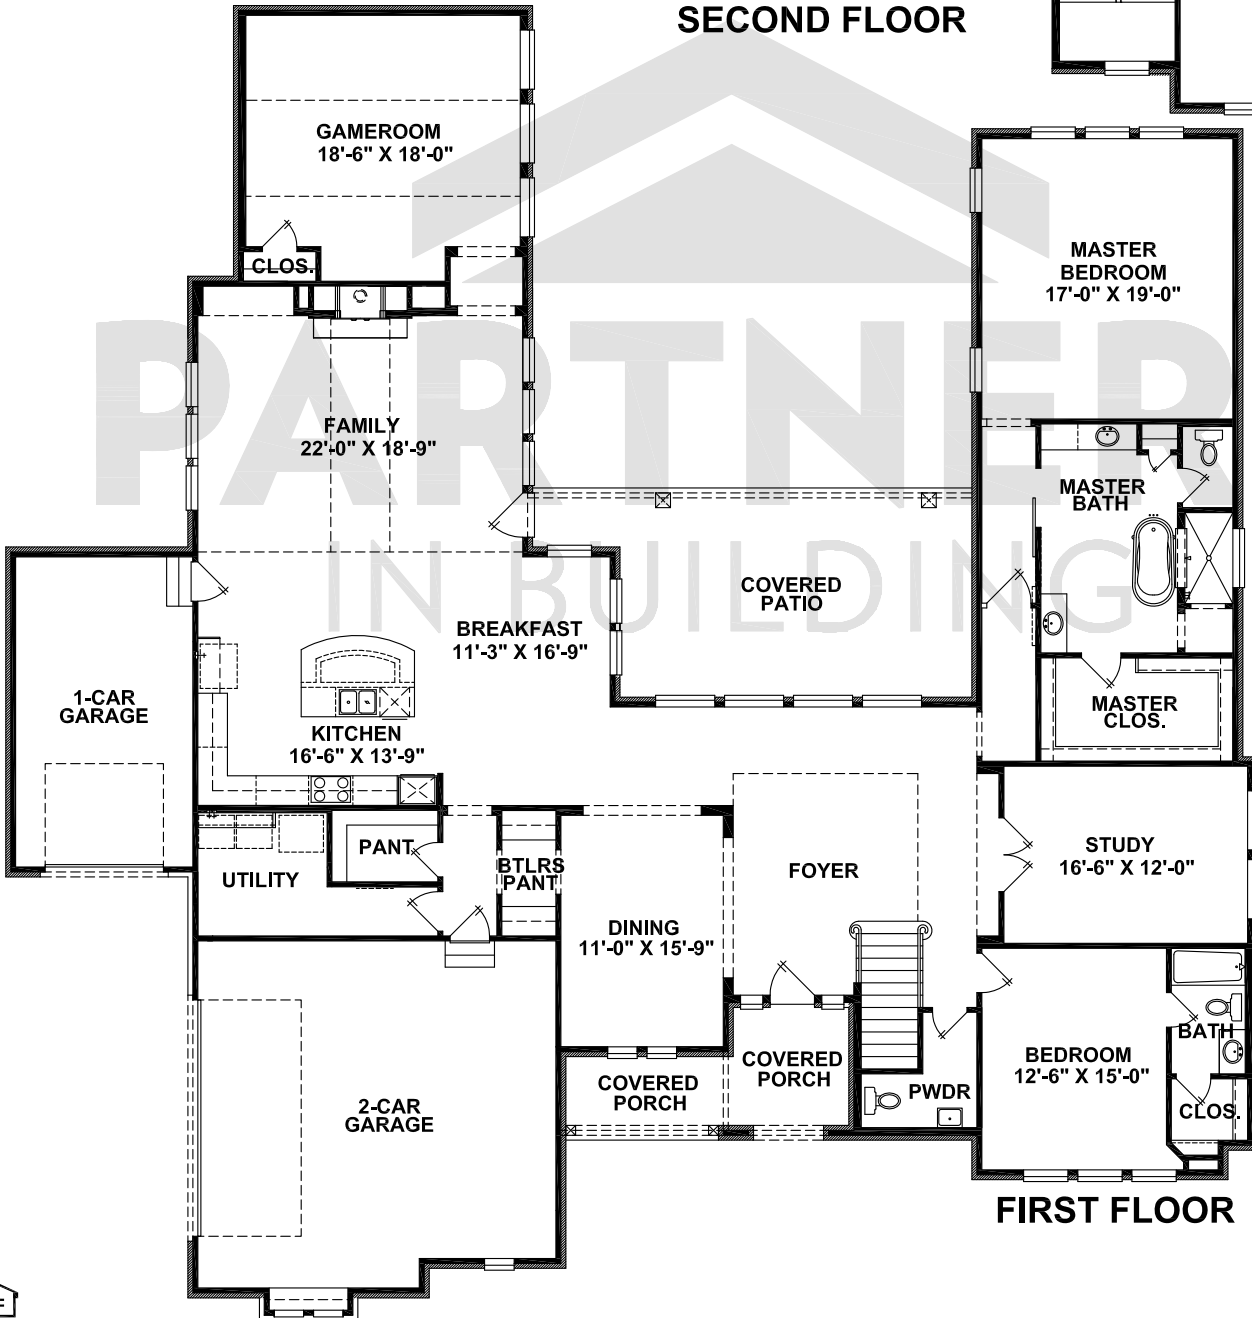 SECOND FLOOR
GAMEROOM
18'-6" X 18'-0"
CLOS.
MASTER
BEDROOM
17'-0" X 19'-0"
PARTNER
IN BUILDING
FAMILY
22'-0" X 18'-9"
MASTER
BATH
COVERED
PATIO
BREAKFAST
11'-3" X 16'-9"
1-CAR
GARAGE
MASTER
CLOS.
KITCHEN
16'-6" X 13'-9"
PANT.
UTILITY
BTLRS
PANT
FOYER
STUDY
16'-6" X 12'-0"
DINING
11'-0" X 15'-9"
BATH
BEDROOM
12'-6" X 15'-0"
COVERED
PORCH
COVERED
PORCH
PWDR
CLOS.
2-CAR
GARAGE
FIRST FLOOR